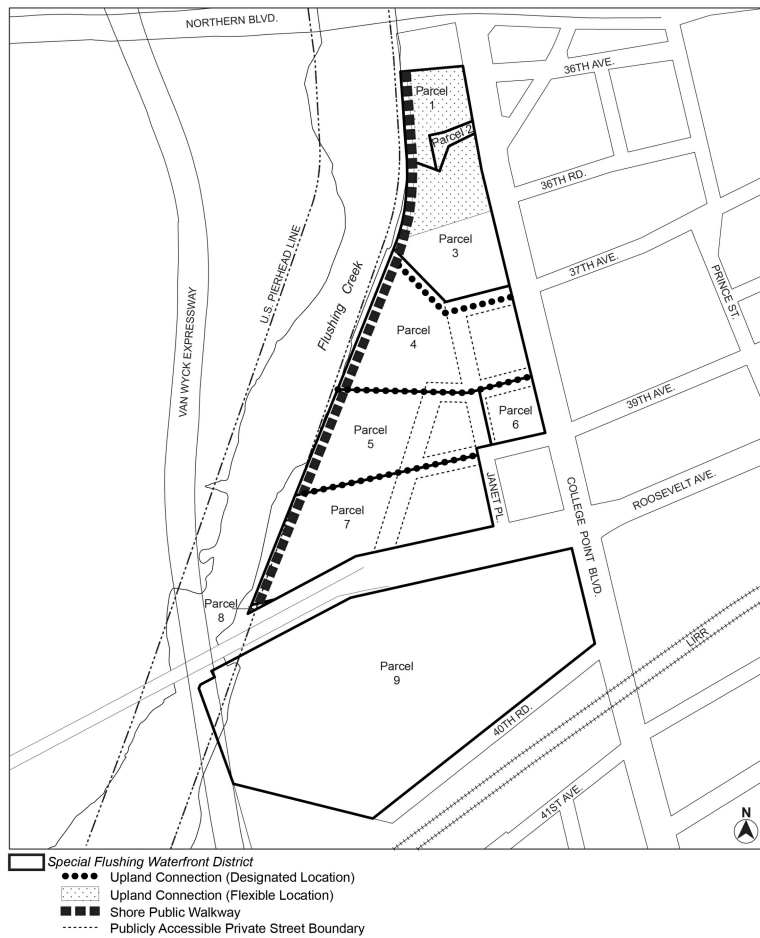 NORTHERN BLVD.
36TH AVE.
Parcel
1
Parcel 2
36TH RD.
Parcel
3
37TH AVE.
PRINCE ST.
U.S. PIERHEAD LINE
Flushing Creek
VAN WYCK EXPRESSWAY
Parcel
4
39TH AVE.
Parcel
5
Parcel
6
JANET PL.
COLLEGE POINT BLVD.
ROOSEVELT AVE.
Parcel
7
Parcel
8
Parcel
9
LIRR
40TH RD.
41ST AVE.
N
Special Flushing Waterfront District
Upland Connection (Designated Location)
Upland Connection (Flexible Location)
Shore Public Walkway
Publicly Accessible Private Street Boundary